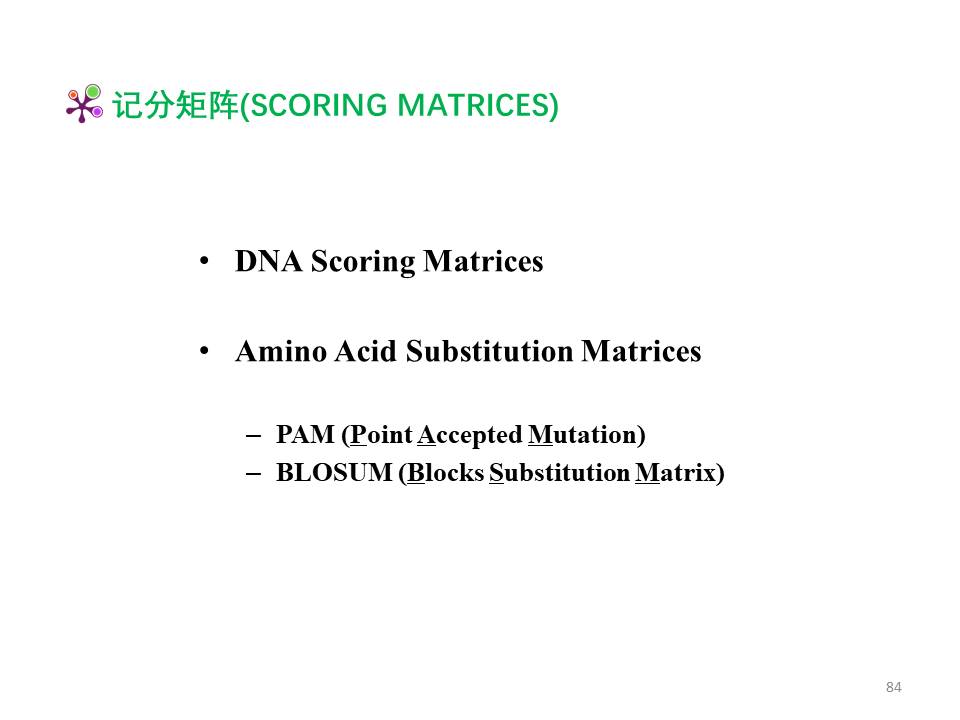 记分矩阵(SCORING MATRICES)
• DNA Scoring Matrices
• Amino Acid Substitution Matrices
– PAM (Point Accepted Mutation)
– BLOSUM (Blocks Substitution Matrix)
84